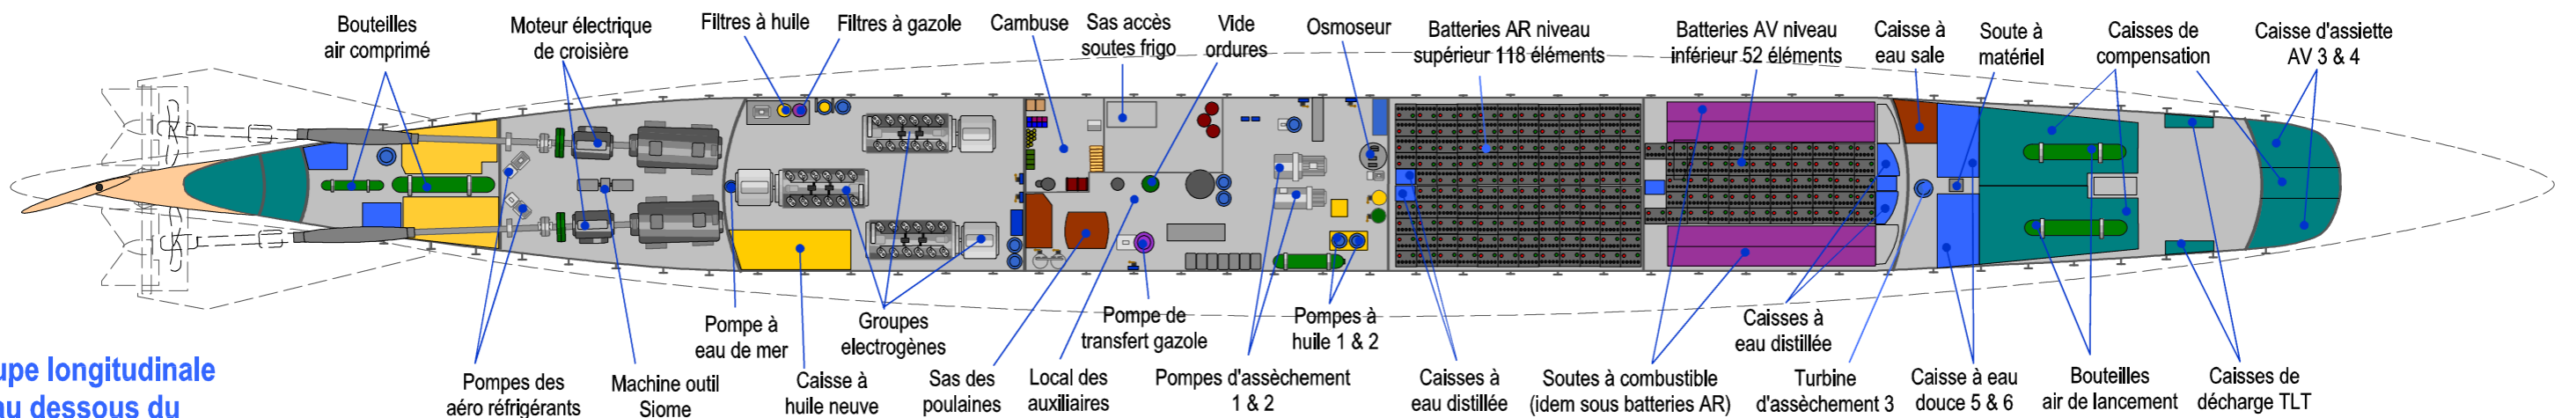 Bouteilles
air comprimé
Moteur électrique
de croisière
Filtres à huile
Filtres à gazole
Cambuse
Sas accès
soutes frigo
Vide
ordures
Osmoseur
Batteries AR niveau
supérieur 118 éléments
Batteries AV niveau
inférieur 52 éléments
Caisse à
eau sale
Soute à
matériel
Caisses de
compensation
Caisse d'assiette
AV 3 & 4
upe longitudinale
au dessous du
Pompes des
aéro réfrigérants
Machine outil
Siome
Pompe à
eau de mer
Caisse à
huile neuve
Groupes
electrogènes
Sas des
poulaines
Local des
auxiliaires
Pompe de
transfert gazole
Pompes d'assèchement
1 & 2
Pompes à
huile 1 & 2
Caisses à
eau distillée
Soutes à combustible
(idem sous batteries AR)
Caisses à
eau distillée
Turbine
d'assèchement 3
Caisse à eau
douce 5 & 6
Bouteilles
air de lancement
Caisses de
décharge TLT